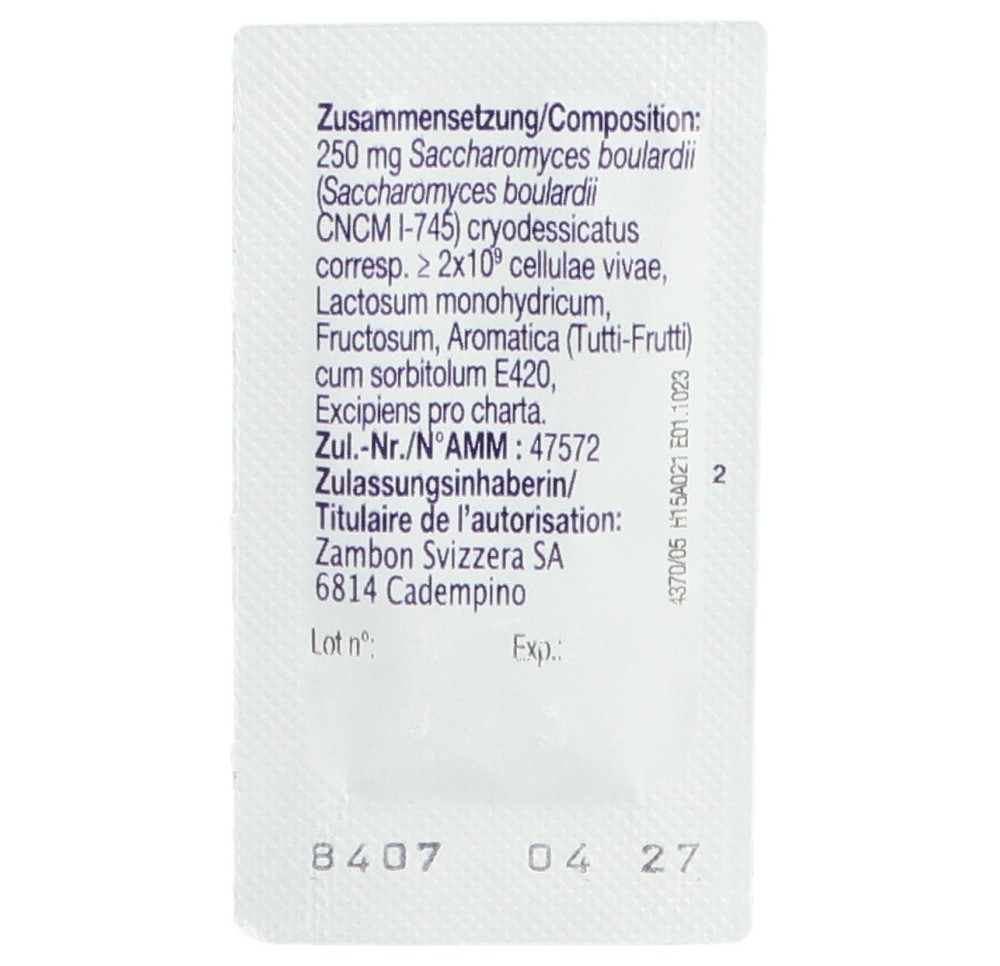 Zusammensetzung/Composition:
250 mg Saccharomyces boulardii
(Saccharomyces boulardii
CNCM I-745) cryodessicatus
corresp. ≥ 2x10⁹ cellulae vivae,
Lactosum monohydricum,
Fructosum, Aromatica (Tutti-Frutti)
cum sorbitolum E420,
Excipiens pro charta.
Zul.-Nr./N°AMM : 47572
Zulassungsinhaberin/
Titulaire de l'autorisation:
Zambon Svizzera SA
6814 Cadempino
4370/05 H15A021 E01.1023
2
Lot nº: Exp.:
8407 04 27